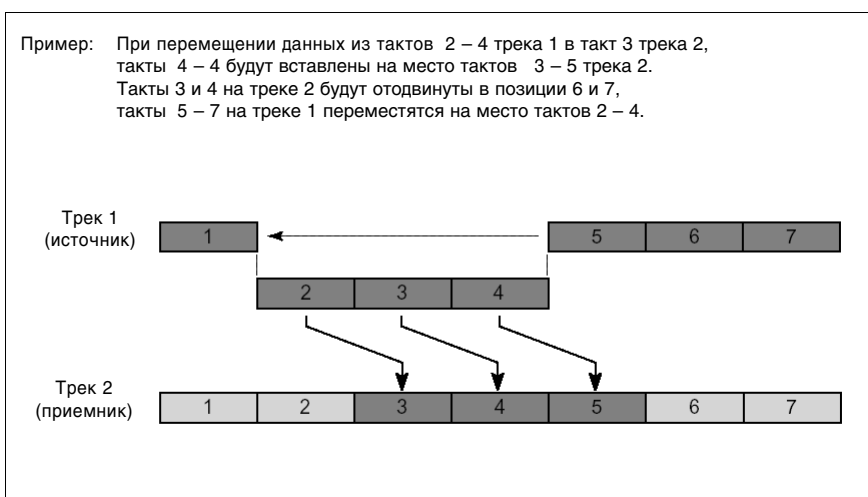 Пример: При перемещении данных из тактов 2 – 4 трека 1 в такт 3 трека 2,
такты 4 – 4 будут вставлены на место тактов 3 – 5 трека 2.
Такты 3 и 4 на треке 2 будут отодвинуты в позиции 6 и 7,
такты 5 – 7 на треке 1 переместятся на место тактов 2 – 4.
Трек 1
(источник)
1 5 6 7
2 3 4
Трек 2
(приемник)
1 2 3 4 5 6 7